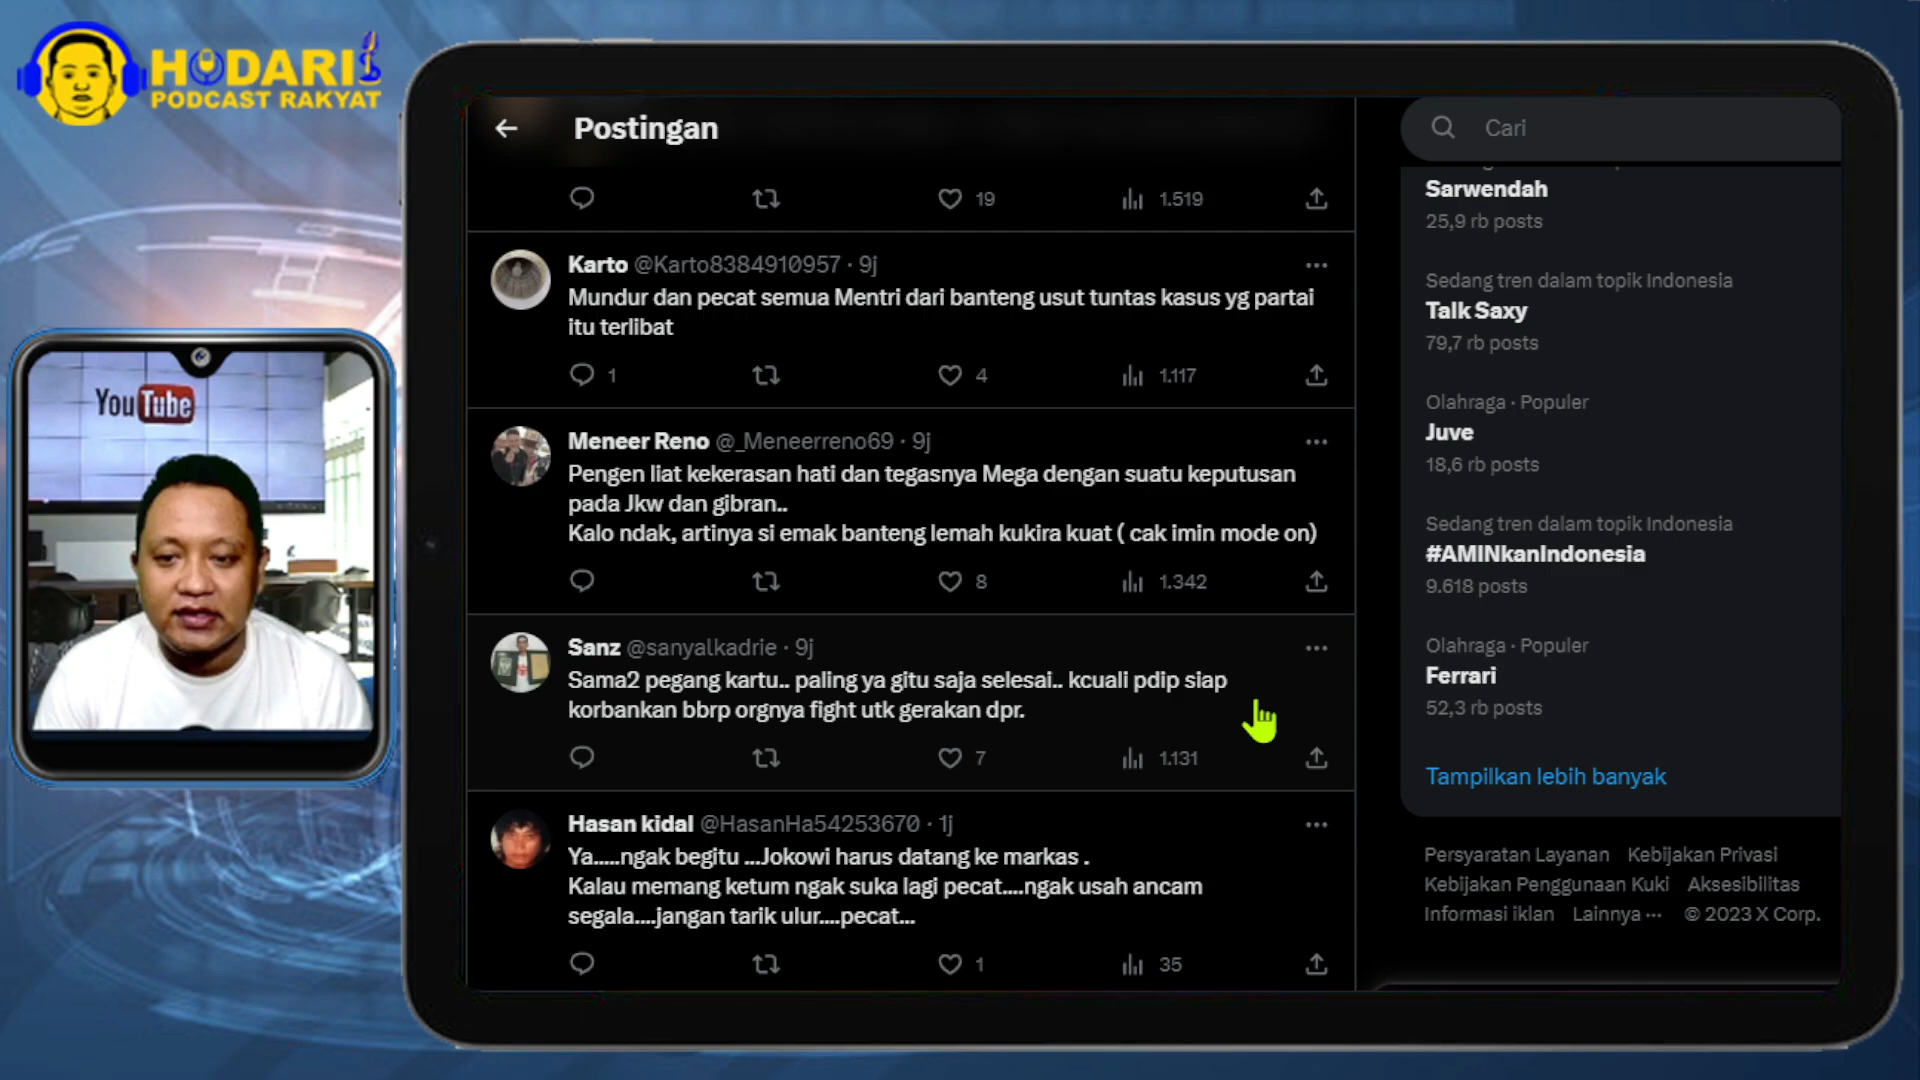 HODARI
PODCAST RAKYAT
YouTube
Postingan
19 1.519
Karto @Karto8384910957 · 9j
Mundur dan pecat semua Mentri dari banteng usut tuntas kasus yg partai
itu terlibat
1 4 1.117
Meneer Reno @_Meneerreno69 · 9j
Pengen liat kekerasan hati dan tegasnya Mega dengan suatu keputusan
pada Jkw dan gibran..
Kalo ndak, artinya si emak banteng lemah kukira kuat ( cak imin mode on)
8 1.342
Sanz @sanyalkadrie · 9j
Sama2 pegang kartu.. paling ya gitu saja selesai.. kcuali pdip siap
korbankan bbrp orgnya fight utk gerakan dpr.
7 1.131
Hasan kidal @HasanHa54253670 · 1j
Ya.....ngak begitu ...Jokowi harus datang ke markas .
Kalau memang ketum ngak suka lagi pecat....ngak usah ancam
segala....jangan tarik ulur....pecat...
1 35
Cari
Sarwendah
25,9 rb posts
Sedang tren dalam topik Indonesia
Talk Saxy
79,7 rb posts
Olahraga · Populer
Juve
18,6 rb posts
Sedang tren dalam topik Indonesia
#AMINkanIndonesia
9.618 posts
Olahraga · Populer
Ferrari
52,3 rb posts
Tampilkan lebih banyak
Persyaratan Layanan Kebijakan Privasi
Kebijakan Penggunaan Kuki Aksesibilitas
Informasi iklan Lainnya ··· © 2023 X Corp.